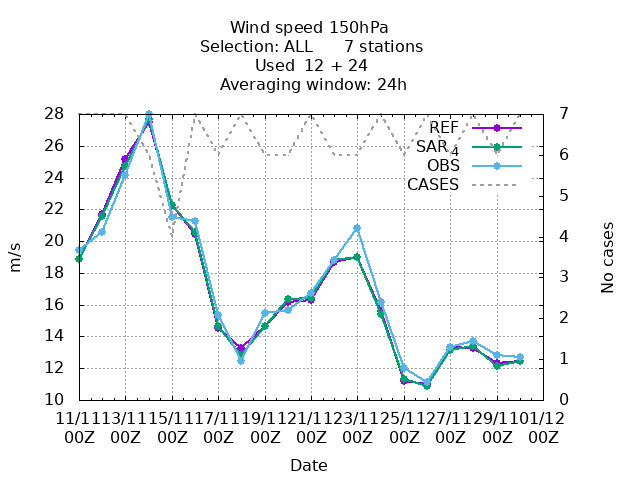 Wind speed 150hPa
Selection: ALL 7 stations
Used 12 + 24
Averaging window: 24h
28 7
REF
SAR_4
26 6
OBS
CASES
24
5
22
20 4
m/s
No cases
18 3
16
2
14
1
12
10 0
11/11 13/11 15/11 17/11 19/11 21/11 23/11 25/11 27/11 29/11 01/12
00Z 00Z 00Z 00Z 00Z 00Z 00Z 00Z 00Z 00Z 00Z
Date